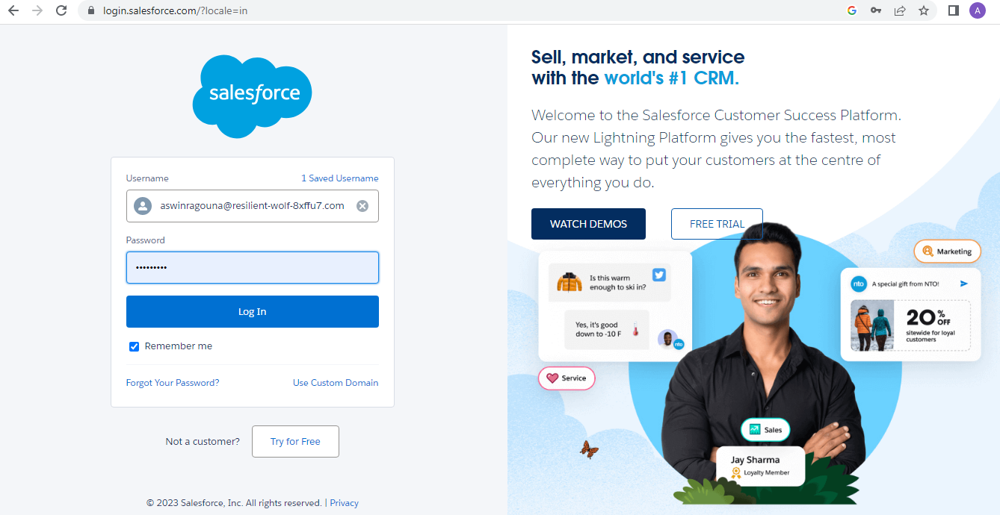 login.salesforce.com/?locale=in
A
salesforce
Username
1 Saved Username
aswinragouna@resilient-wolf-8xffu7.com
Password
•••••••••
Log In
Remember me
Forgot Your Password?
Use Custom Domain
Not a customer?
Try for Free
© 2023 Salesforce, Inc. All rights reserved. | Privacy
Sell, market, and service
with the world's #1 CRM.
Welcome to the Salesforce Customer Success Platform.
Our new Lightning Platform gives you the fastest, most
complete way to put your customers at the centre of
everything you do.
WATCH DEMOS
FREE TRIAL
Is this warm
enough to ski in?
Yes, it's good
down to -10 F
nto
Service
Marketing
nto
A special gift from NTO!
20% OFF
sitewide for loyal
customers
Sales
Jay Sharma
Loyalty Member